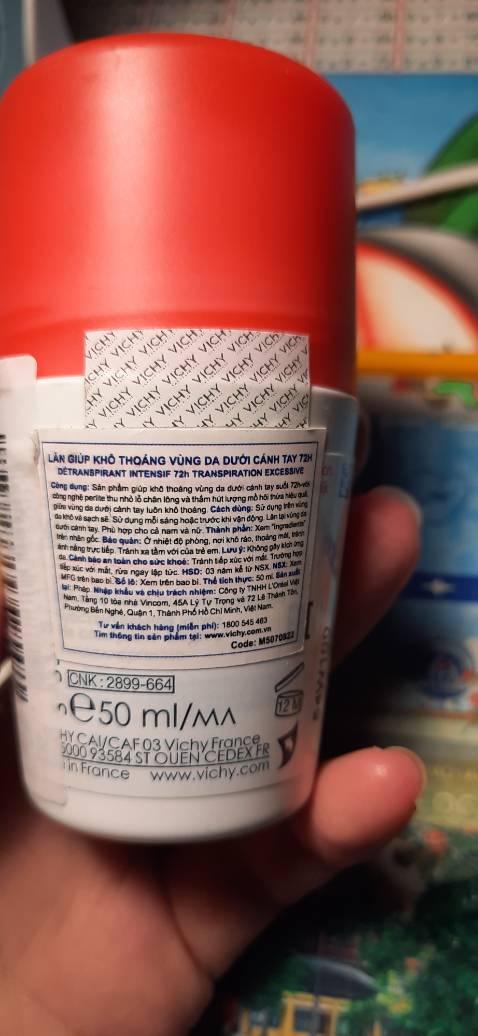 VICHY VICHY VICHY VICHY VICHY
LĂN GIÚP KHÔ THOÁNG VÙNG DA DƯỚI CÁNH TAY 72H
DÉTRANSPIRANT INTENSIF 72h TRANSPIRATION EXCESSIVE
Công dụng: Sản phẩm giúp khô thoáng vùng da dưới cánh tay suốt 72h với
công nghệ perlite thu nhỏ lỗ chân lông và thấm hút lượng mồ hôi thừa hiệu quả,
giữa vùng da dưới cánh tay luôn khô thoáng. Cách dùng: Sử dụng trên vùng
da khô và sạch sẽ. Sử dụng mỗi sáng hoặc trước khi vận động. Lăn tại vùng da
dưới cánh tay. Phù hợp cho cả nam và nữ. Thành phần: Xem "Ingredients"
trên nhãn gốc. Bảo quản: Ở nhiệt độ phòng, nơi khô ráo, thoáng mát, tránh
ánh nắng trực tiếp. Tránh xa tầm với của trẻ em. Lưu ý: Không gây kích ứng
da. Cảnh báo an toàn cho sức khoẻ: Tránh tiếp xúc với mắt. Trường hợp
tiếp xúc với mắt, rửa ngay lập tức. HSD: 03 năm kể từ NSX. NSX: Xem
MFG trên bao bì. Số lô: Xem trên bao bì. Thể tích thực: 50 ml. Sản xuất
tại: Pháp. Nhập khẩu và chịu trách nhiệm: Công ty TNHH L'Oréal Việt
Nam. Tầng 10 tòa nhà Vincom, 45A Lý Tự Trọng và 72 Lê Thánh Tôn,
Phường Bến Nghé, Quận 1, Thành Phố Hồ Chí Minh, Việt Nam.
Tư vấn khách hàng (miễn phí): 1800 545 463
Tìm thông tin sản phẩm tại: www.vichy.com.vn
Code: M5070922
CNK : 2899-664
e 50 ml/МЛ
12 M
HY CAI/CAF 03 Vichy France
5000 93584 ST OUEN CEDEX FR
in France www.vichy.com